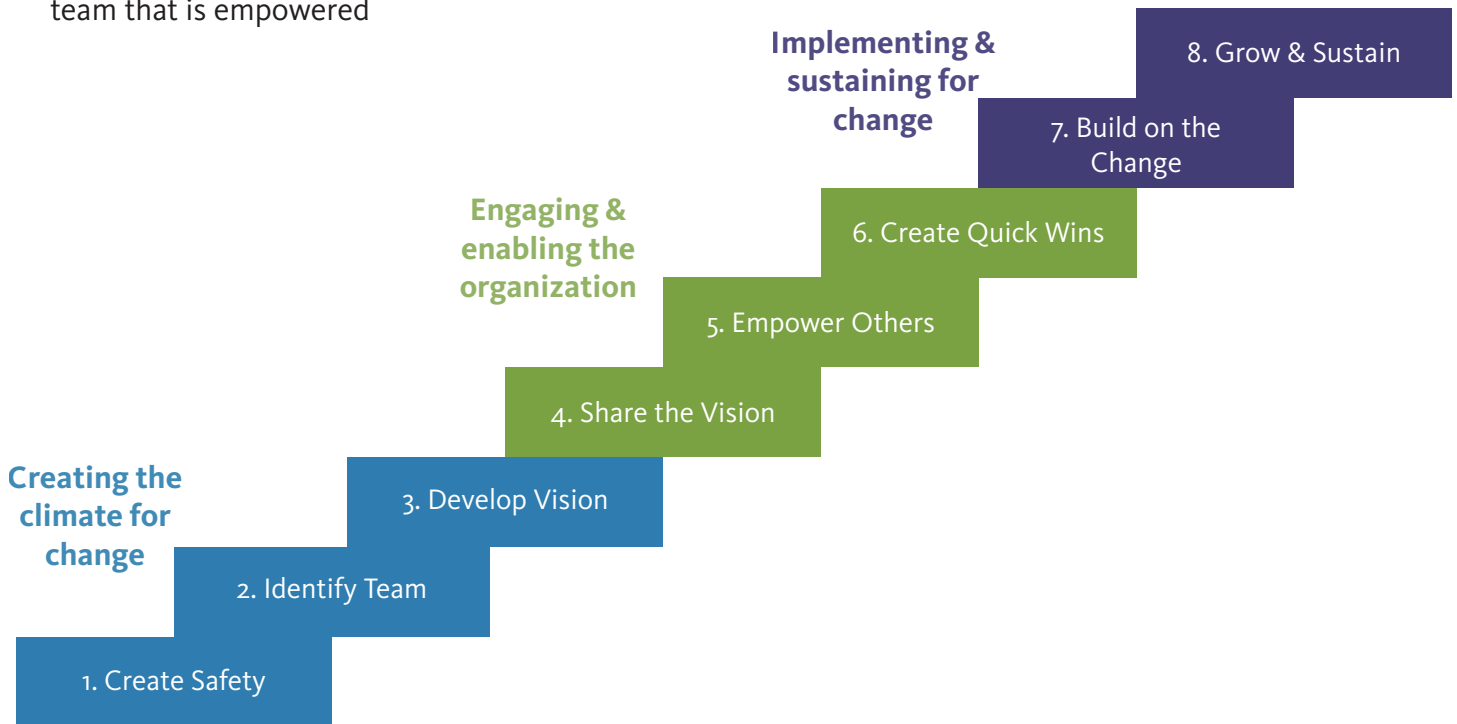 team that is empowered
Implementing &
sustaining for
change
8. Grow & Sustain
7. Build on the
Change
Engaging &
enabling the
organization
6. Create Quick Wins
5. Empower Others
4. Share the Vision
Creating the
climate for
change
3. Develop Vision
2. Identify Team
1. Create Safety